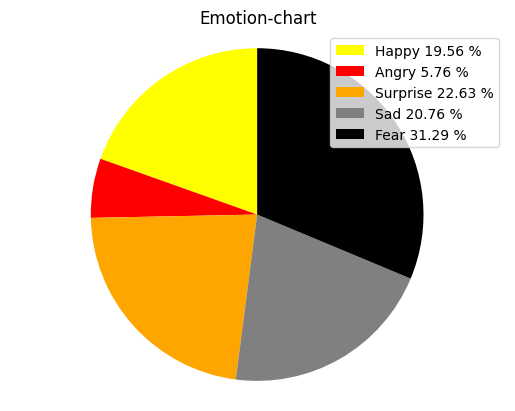 Emotion-chart
Happy 19.56 %
Angry 5.76 %
Surprise 22.63 %
Sad 20.76 %
Fear 31.29 %